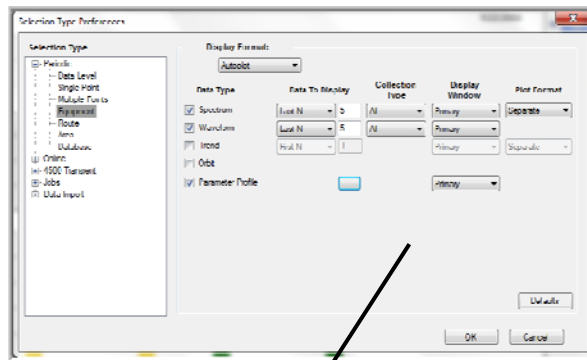 Selection Type Preferences
Selection Type
Periodic
Data Level
Single Point
Multiple Points
Equipment
Route
Area
Database
Online
4500 Transient
Jobs
Data Import
Display Format:
Autoplot
Data Type
Data To Display
Collection Type
Display Window
Plot Format
Spectrum
Last N
5
All
Primary
Separate
Waveform
Last N
5
All
Primary
Trend
First N
1
Primary
Separate
Orbit
Parameter Profile
Primary
Defaults
OK
Cancel